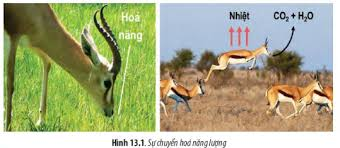 Hoá
năng
Nhiệt
CO₂ + H₂O
Hình 13.1. Sự chuyển hoá năng lượng